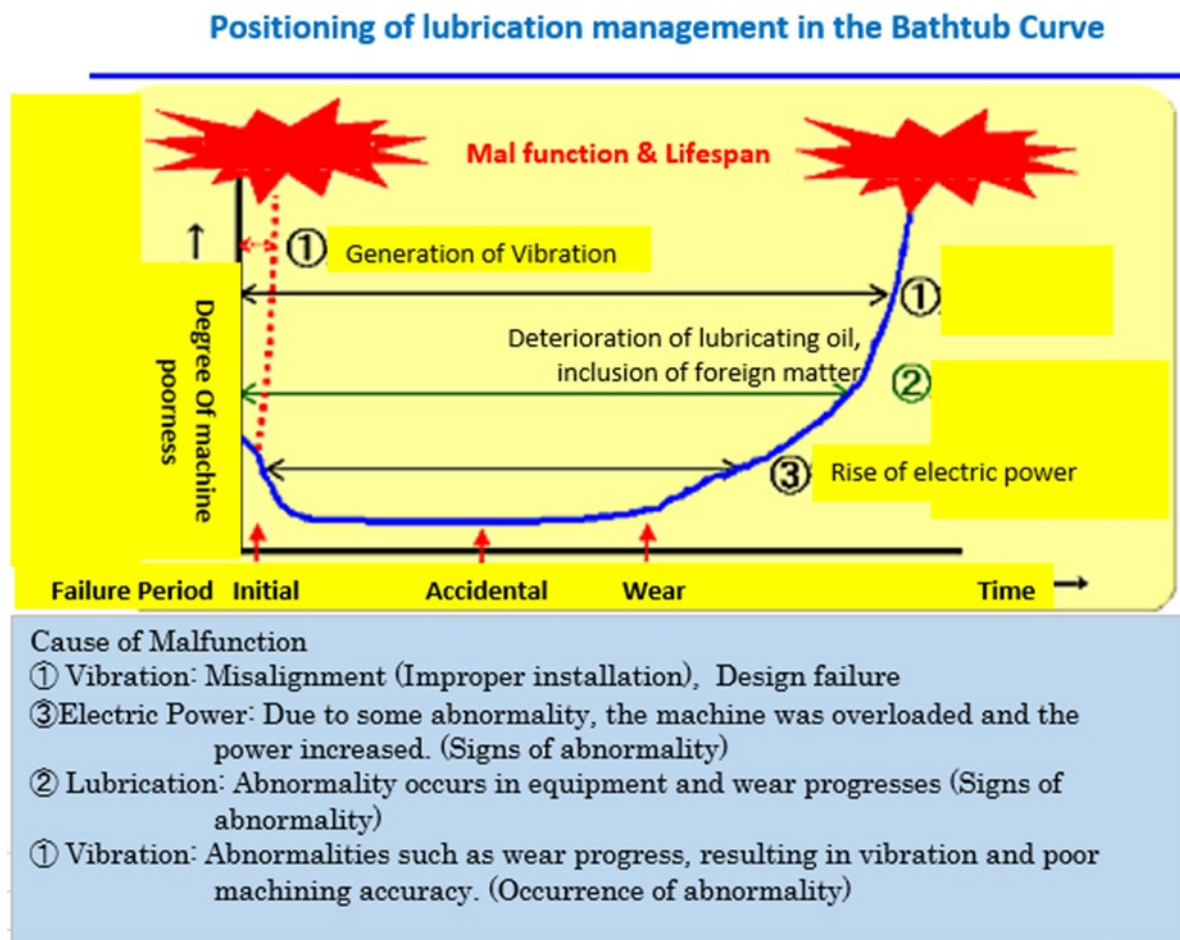 Positioning of lubrication management in the Bathtub Curve
Mal function & Lifespan
① Generation of Vibration
①
Degree Of machine
poorness
Deterioration of lubricating oil,
inclusion of foreign matter
②
③ Rise of electric power
Failure Period Initial Accidental Wear Time
Cause of Malfunction
① Vibration: Misalignment (Improper installation), Design failure
③Electric Power: Due to some abnormality, the machine was overloaded and the
power increased. (Signs of abnormality)
② Lubrication: Abnormality occurs in equipment and wear progresses (Signs of
abnormality)
① Vibration: Abnormalities such as wear progress, resulting in vibration and poor
machining accuracy. (Occurrence of abnormality)